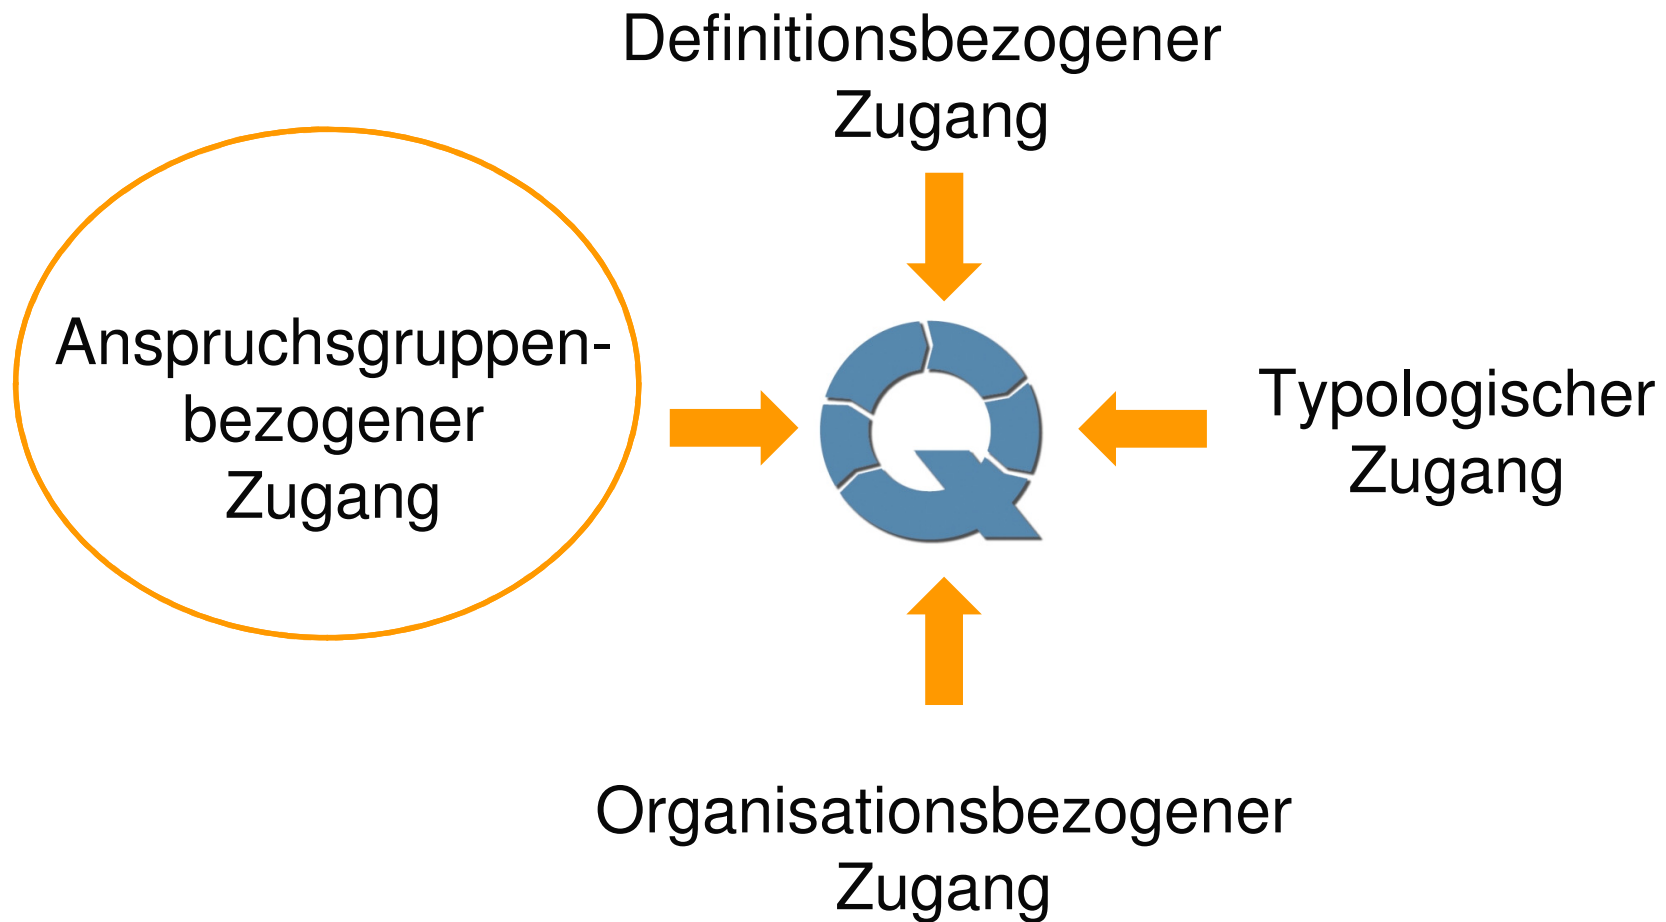 Definitionsbezogener
Zugang
Anspruchsgruppen-
bezogener
Zugang
Q
Typologischer
Zugang
Organisationsbezogener
Zugang